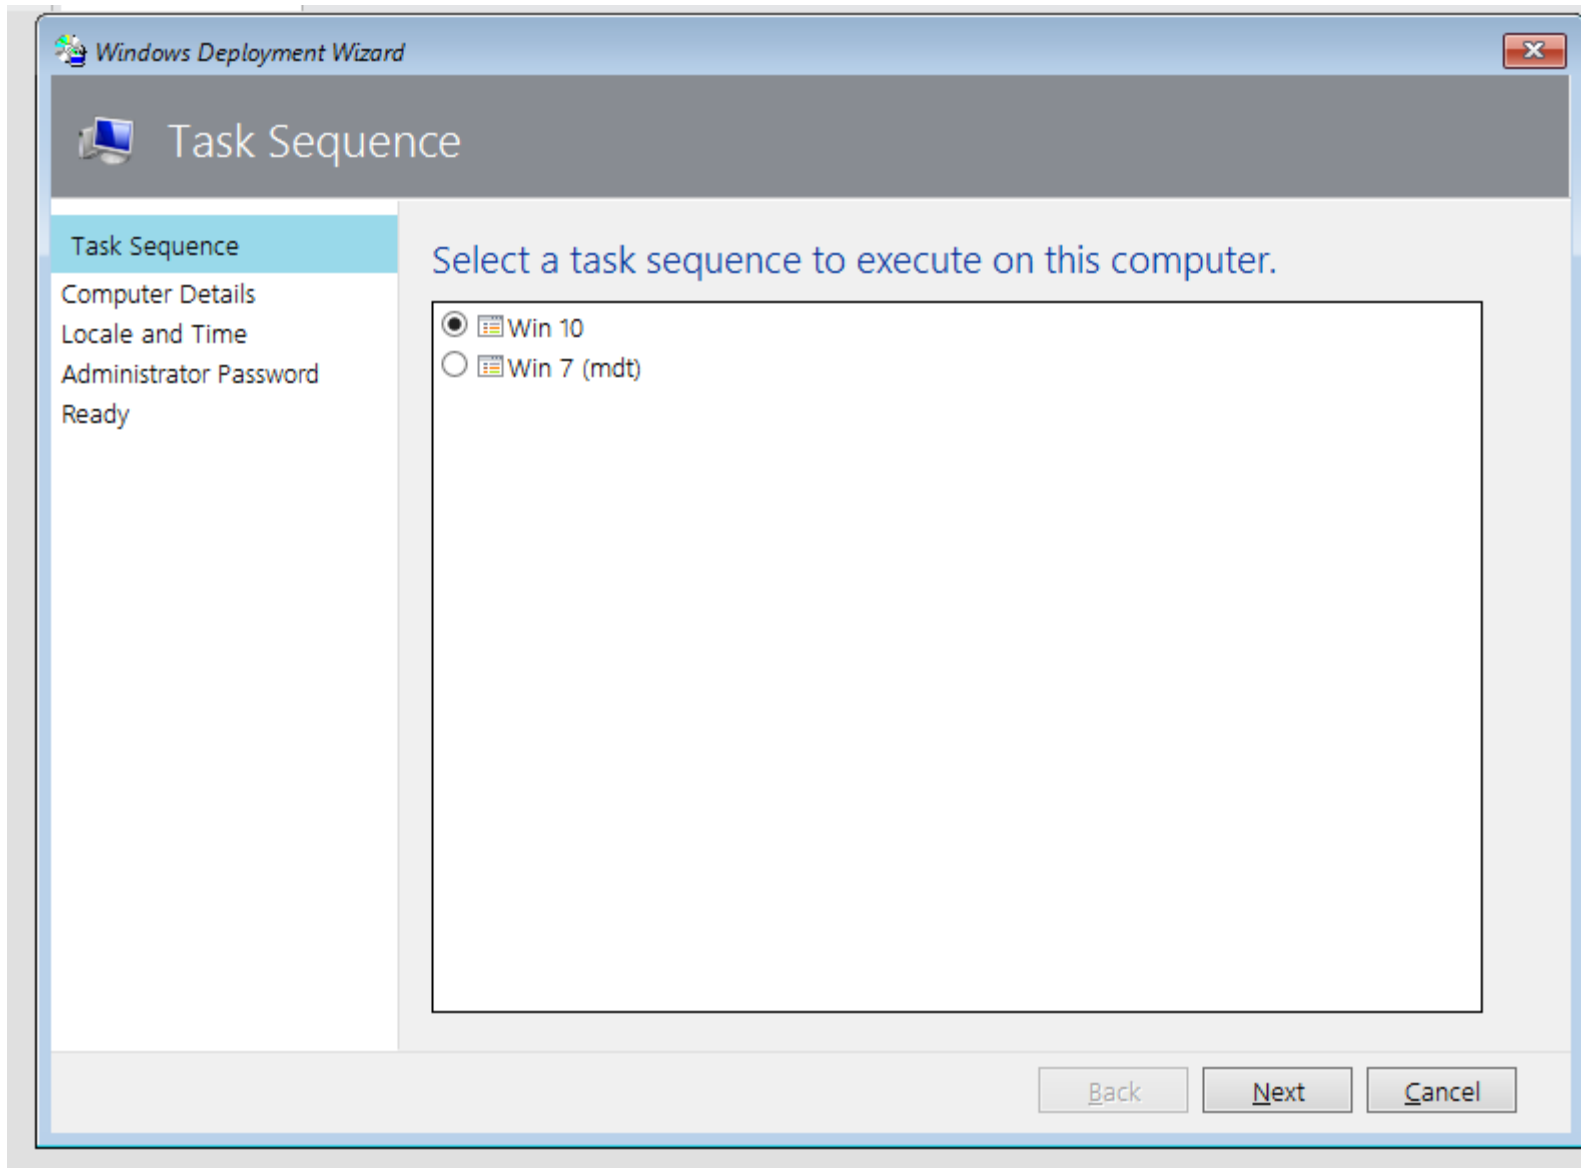 Windows Deployment Wizard
Task Sequence
Task Sequence
Computer Details
Locale and Time
Administrator Password
Ready
Select a task sequence to execute on this computer.
Win 10
Win 7 (mdt)
Back
Next
Cancel